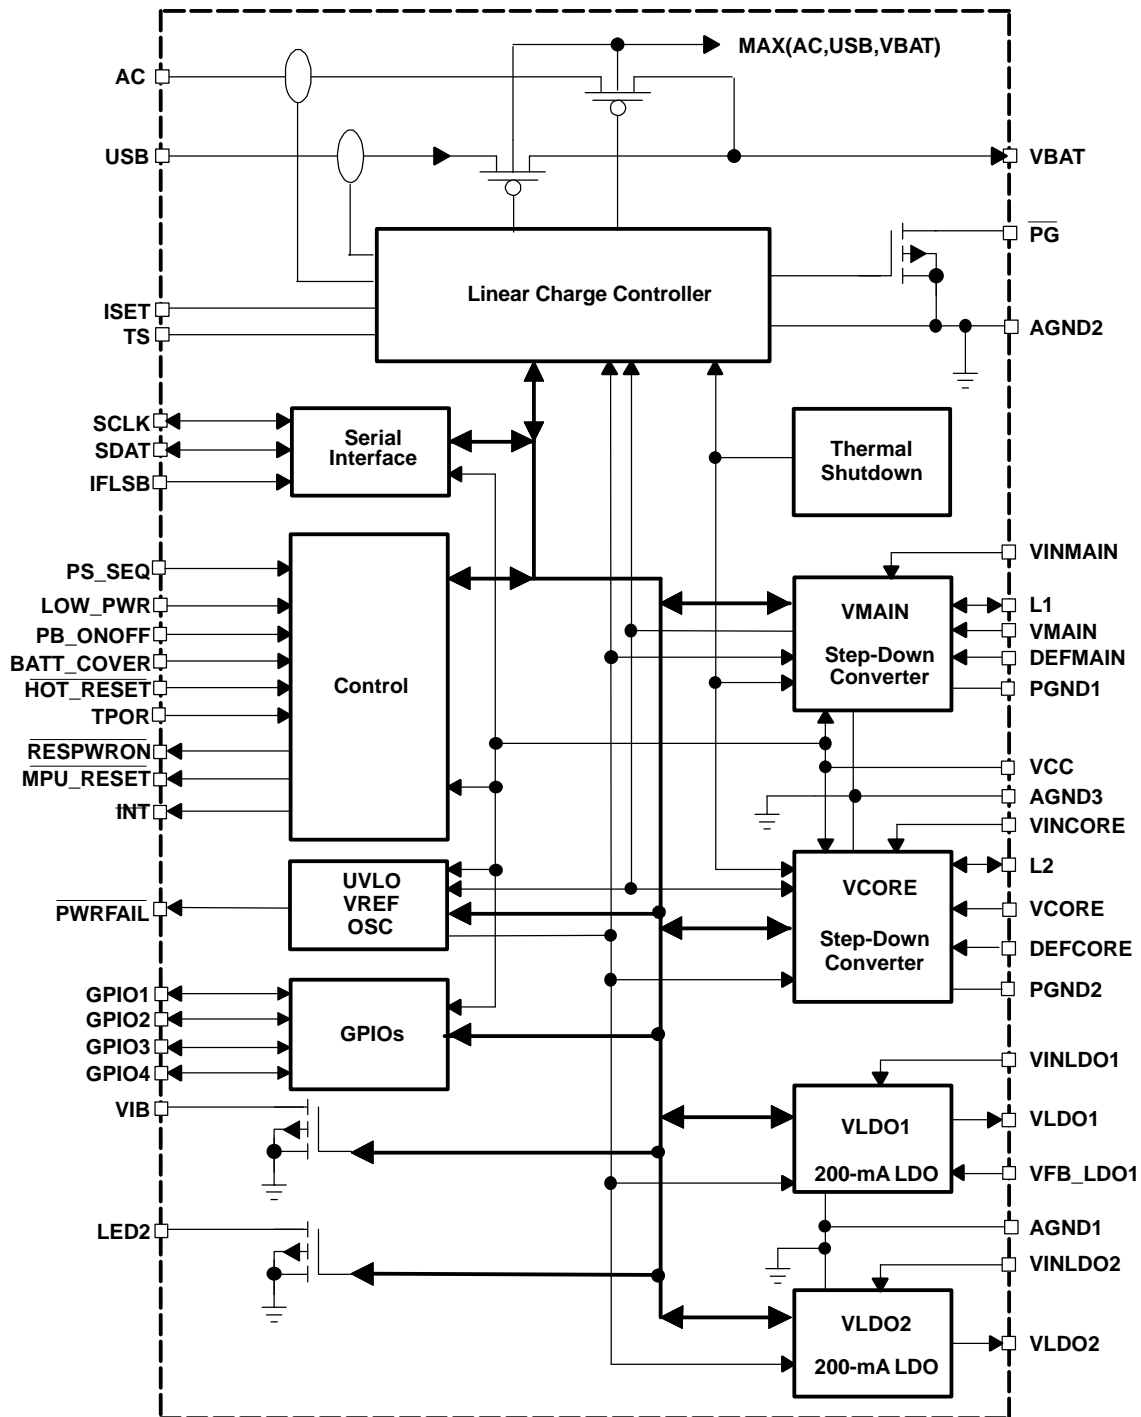 MAX(AC,USB,VBAT)
AC
USB
VBAT
PG
Linear Charge Controller
ISET
TS
AGND2
SCLK
SDAT
IFLSB
Serial
Interface
Thermal
Shutdown
PS_SEQ
LOW_PWR
PB_ONOFF
BATT_COVER
HOT_RESET
TPOR
RESPWRON
MPU_RESET
INT
Control
VINMAIN
L1
VMAIN
DEFMAIN
PGND1
VMAIN
Step-Down
Converter
VCC
AGND3
VINCORE
L2
VCORE
DEFCORE
PGND2
VCORE
Step-Down
Converter
PWRFAIL
UVLO
VREF
OSC
GPIO1
GPIO2
GPIO3
GPIO4
GPIOs
VIB
LED2
VINLDO1
VLDO1
VFB_LDO1
VLDO1
200-mA LDO
AGND1
VINLDO2
VLDO2
VLDO2
200-mA LDO